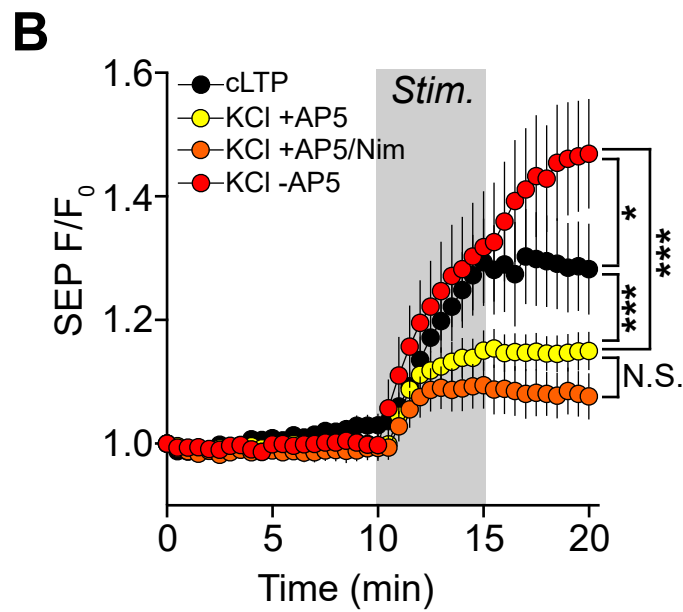 B
1.6
1.4
1.2
1.0
SEP F/F0
cLTP
KCl +AP5
KCl +AP5/Nim
KCl -AP5
Stim.
*
***
***
N.S.
0
5
10
15
20
Time (min)